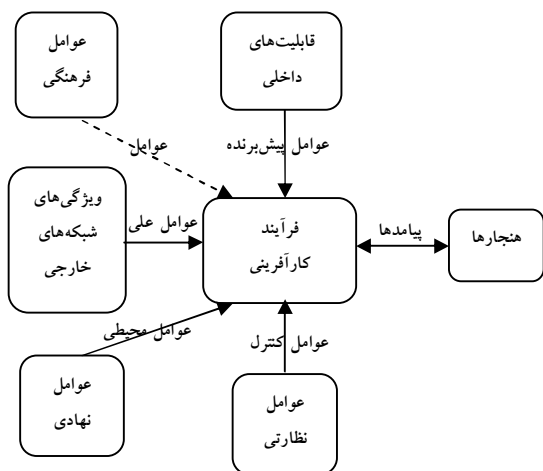 عوامل
فرهنگی
قابلیت‌های
داخلی
عوامل
عوامل پیش‌برنده
ویژگی‌های
شبکه‌های
خارجی
عوامل علی
فرآیند
کارآفرینی
پیامدها
هنجارها
عوامل محیطی
عوامل کنترل
عوامل
نهادی
عوامل
نظارتی